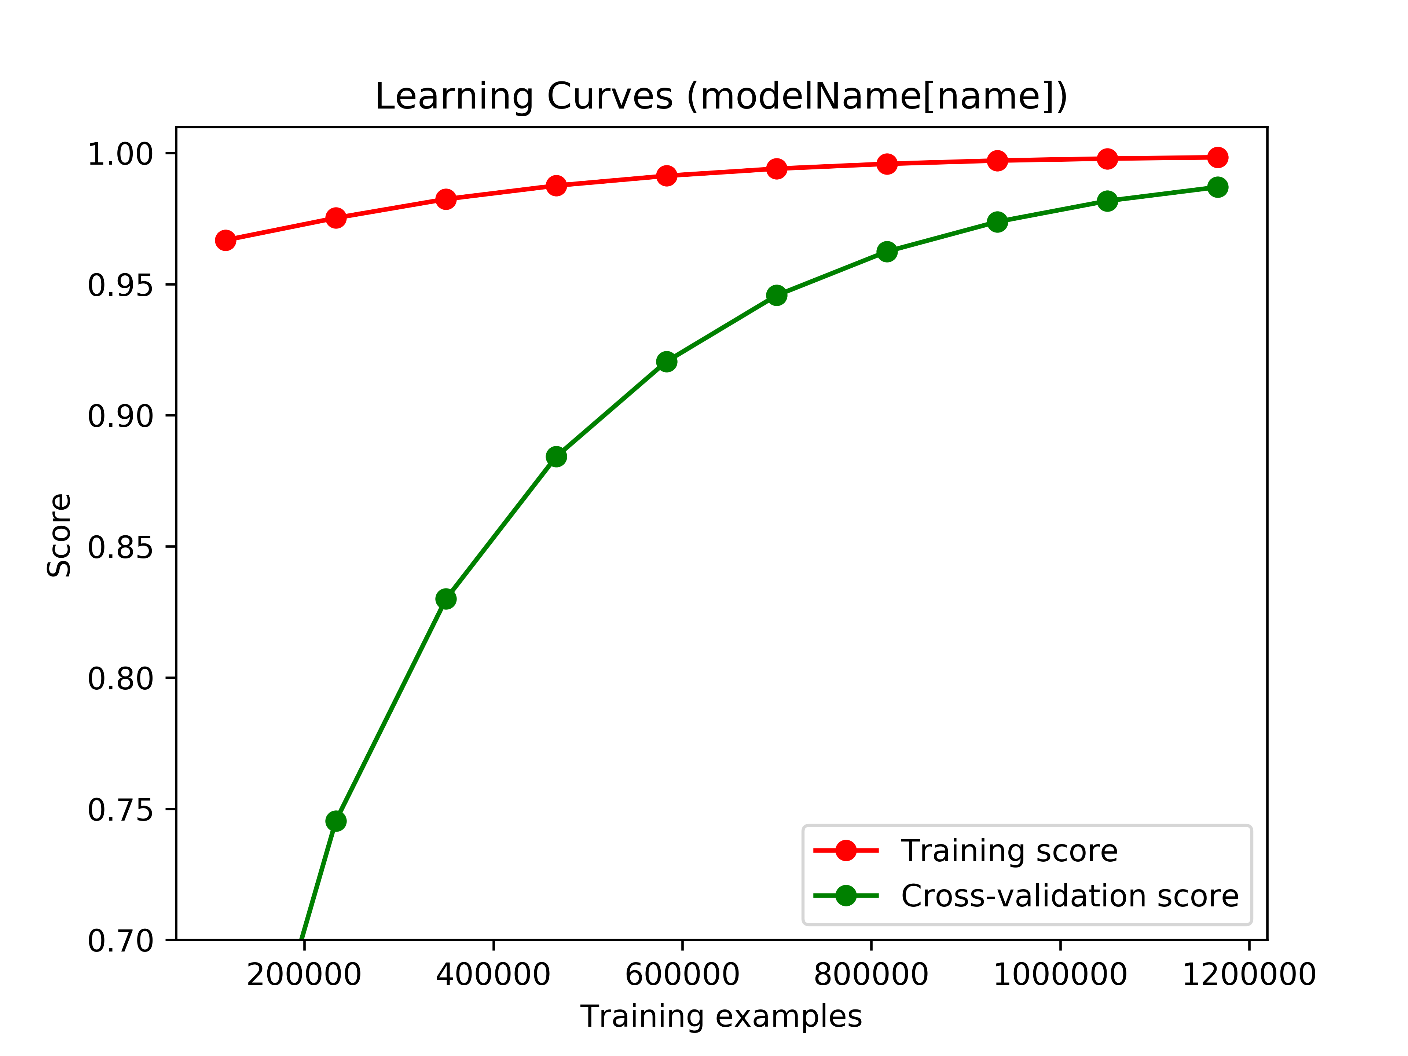 Learning Curves (modelName[name])
1.00
0.95
0.90
0.85
0.80
0.75
0.70
Score
200000 400000 600000 800000 1000000 1200000
Training examples
Training score
Cross-validation score